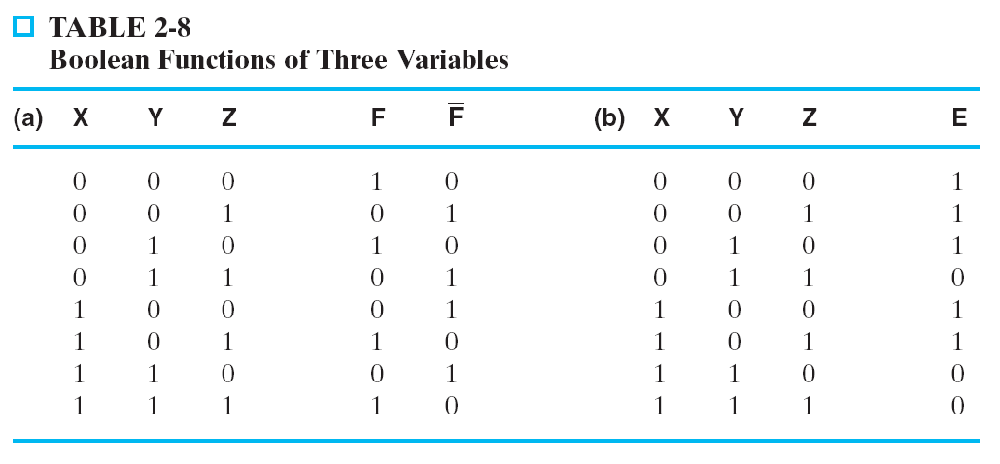 TABLE 2-8
Boolean Functions of Three Variables
(a) X Y Z F F̅ (b) X Y Z E
0 0 0 1 0 0 0 0 1
0 0 1 0 1 0 0 1 1
0 1 0 1 0 0 1 0 1
0 1 1 0 1 0 1 1 0
1 0 0 0 1 1 0 0 1
1 0 1 1 0 1 0 1 1
1 1 0 0 1 1 1 0 0
1 1 1 1 0 1 1 1 0